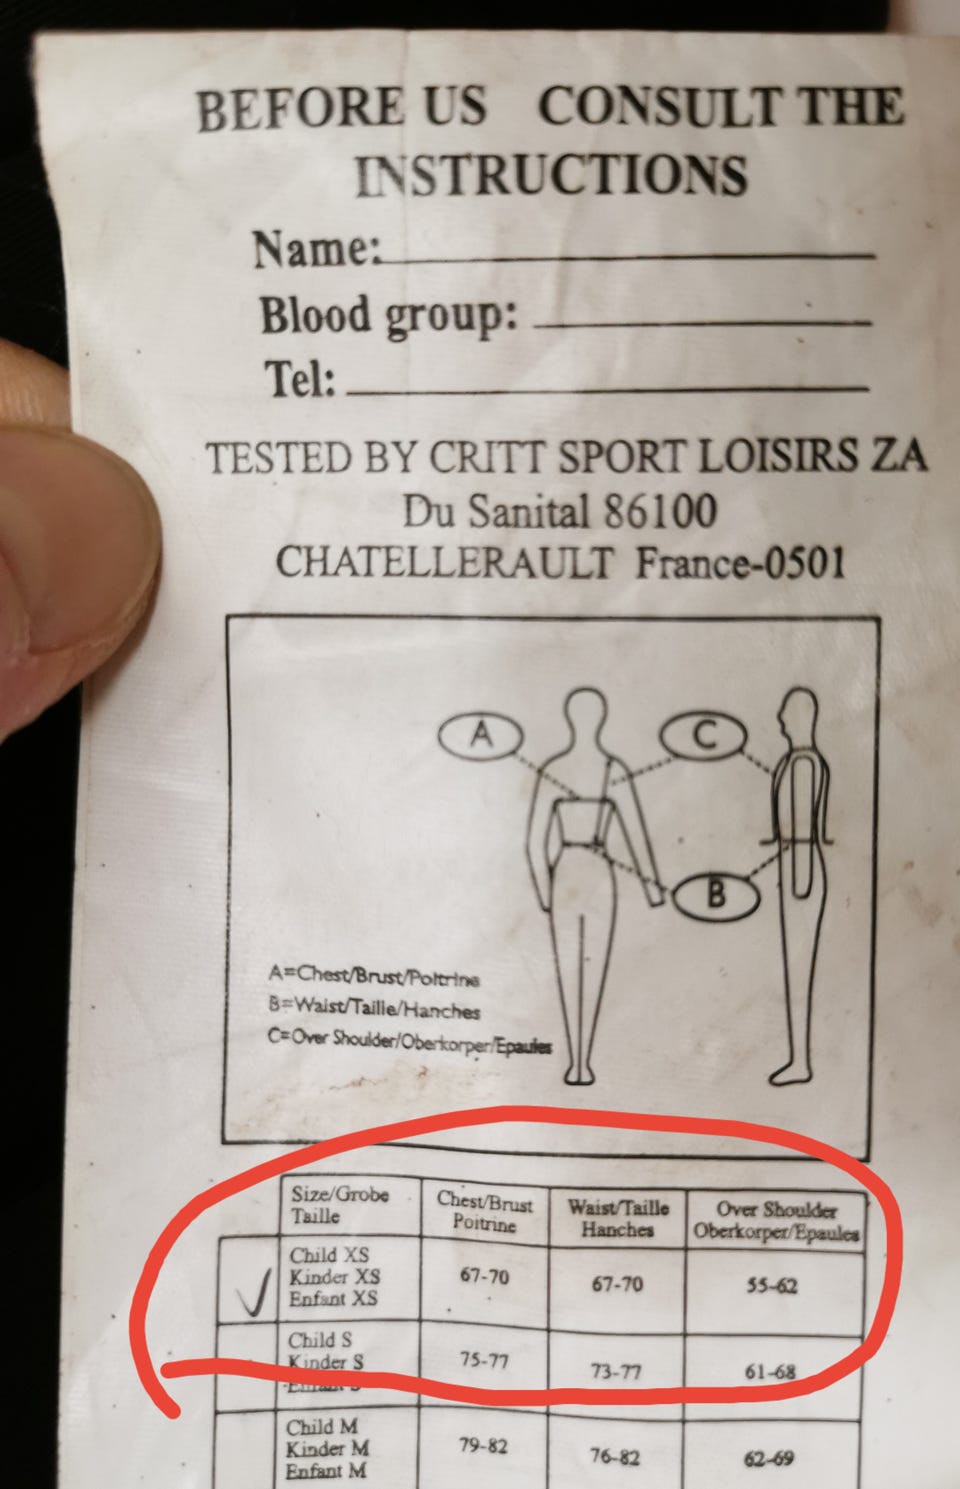 BEFORE US CONSULT THE
INSTRUCTIONS
Name:
Blood group:
Tel:
TESTED BY CRITT SPORT LOISIRS ZA
Du Sanital 86100
CHATELLERAULT France-0501
A
C
B
A=Chest/Brust/Poitrine
B=Waist/Taille/Hanches
C=Over Shoulder/Oberkorper/Epaules
Size/Grobe
Taille
Chest/Brust
Poitrine
Waist/Taille
Hanches
Over Shoulder
Oberkorper/Epaules
Child XS
Kinder XS
Enfant XS
67-70
67-70
55-62
Child S
Kinder S
Enfant S
75-77
73-77
61-68
Child M
Kinder M
Enfant M
79-82
76-82
62-69